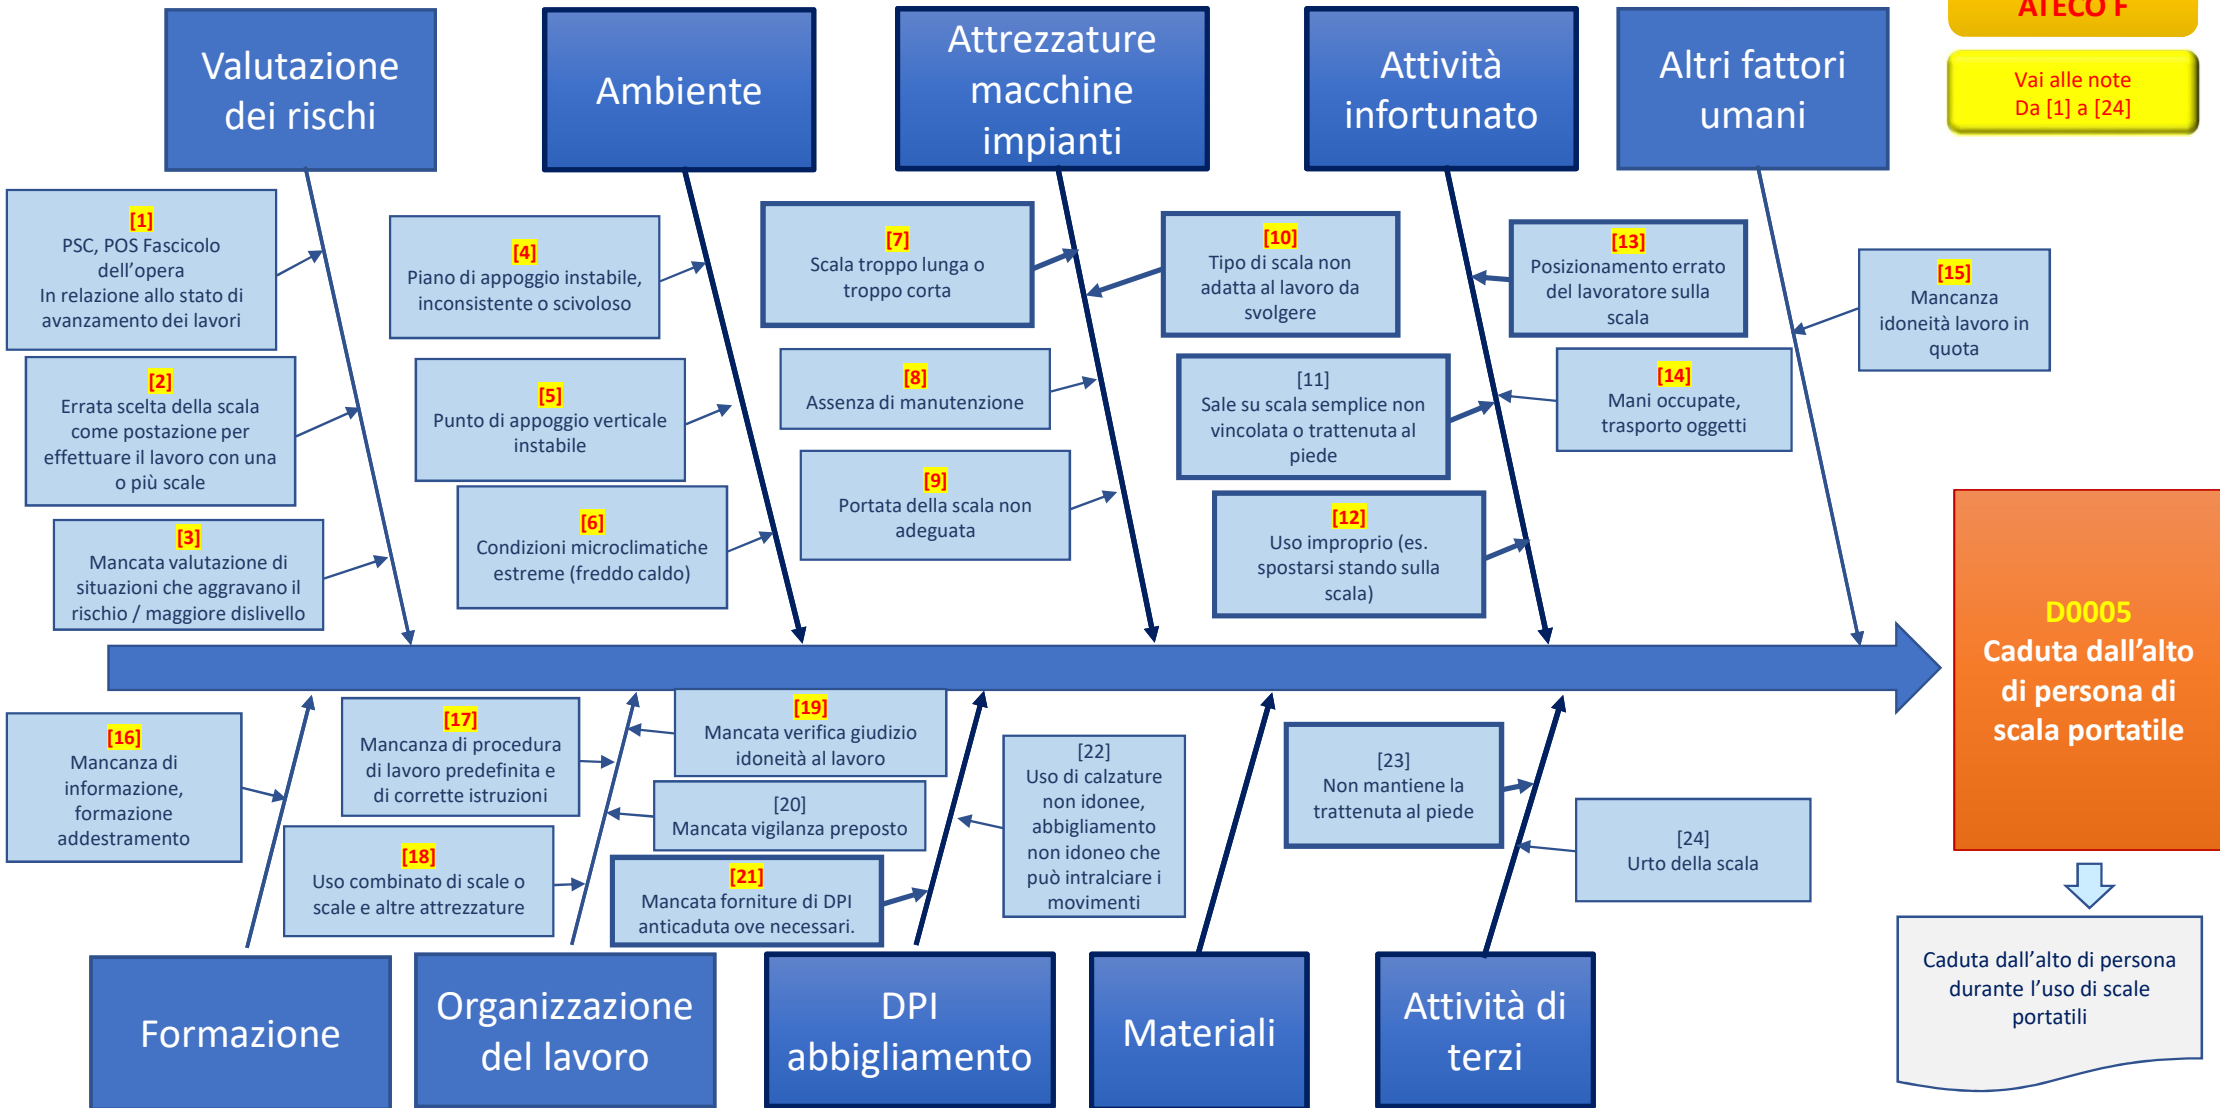 ATECO F
Vai alle note
Da [1] a [24]
Valutazione
dei rischi
Ambiente
Attrezzature
macchine
impianti
Attività
infortunato
Altri fattori
umani
[1]
PSC, POS Fascicolo
dell’opera
In relazione allo stato di
avanzamento dei lavori
[2]
Errata scelta della scala
come postazione per
effettuare il lavoro con una
o più scale
[3]
Mancata valutazione di
situazioni che aggravano il
rischio / maggiore dislivello
[4]
Piano di appoggio instabile,
inconsistente o scivoloso
[5]
Punto di appoggio verticale
instabile
[6]
Condizioni microclimatiche
estreme (freddo caldo)
[7]
Scala troppo lunga o
troppo corta
[8]
Assenza di manutenzione
[9]
Portata della scala non
adeguata
[10]
Tipo di scala non
adatta al lavoro da
svolgere
[11]
Sale su scala semplice non
vincolata o trattenuta al
piede
[12]
Uso improprio (es.
spostarsi stando sulla
scala)
[13]
Posizionamento errato
del lavoratore sulla
scala
[14]
Mani occupate,
trasporto oggetti
[15]
Mancanza
idoneità lavoro in
quota
D0005
Caduta dall’alto
di persona di
scala portatile
[16]
Mancanza di
informazione,
formazione
addestramento
[17]
Mancanza di procedura
di lavoro predefinita e
di corrette istruzioni
[18]
Uso combinato di scale o
scale e altre attrezzature
[19]
Mancata verifica giudizio
idoneità al lavoro
[20]
Mancata vigilanza preposto
[21]
Mancata forniture di DPI
anticaduta ove necessari.
[22]
Uso di calzature
non idonee,
abbigliamento
non idoneo che
può intralciare i
movimenti
[23]
Non mantiene la
trattenuta al piede
[24]
Urto della scala
Formazione
Organizzazione
del lavoro
DPI
abbigliamento
Materiali
Attività di
terzi
Caduta dall’alto di persona
durante l’uso di scale
portatili